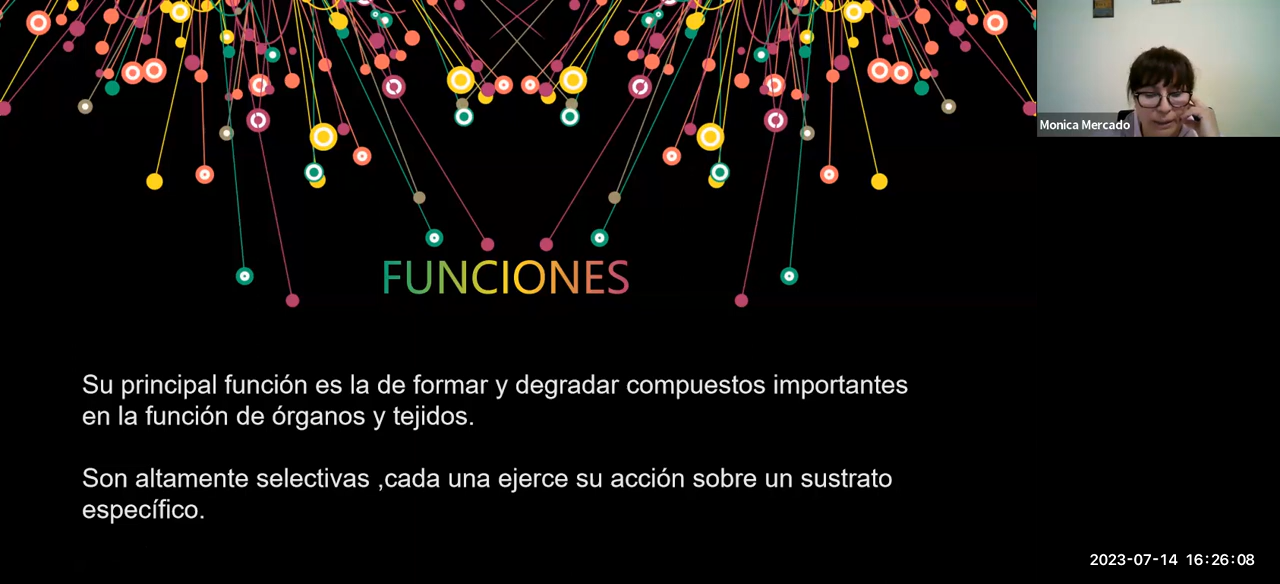 Monica Mercado
FUNCIONES
Su principal función es la de formar y degradar compuestos importantes
en la función de órganos y tejidos.
Son altamente selectivas ,cada una ejerce su acción sobre un sustrato
específico.
2023-07-14 16:26:08